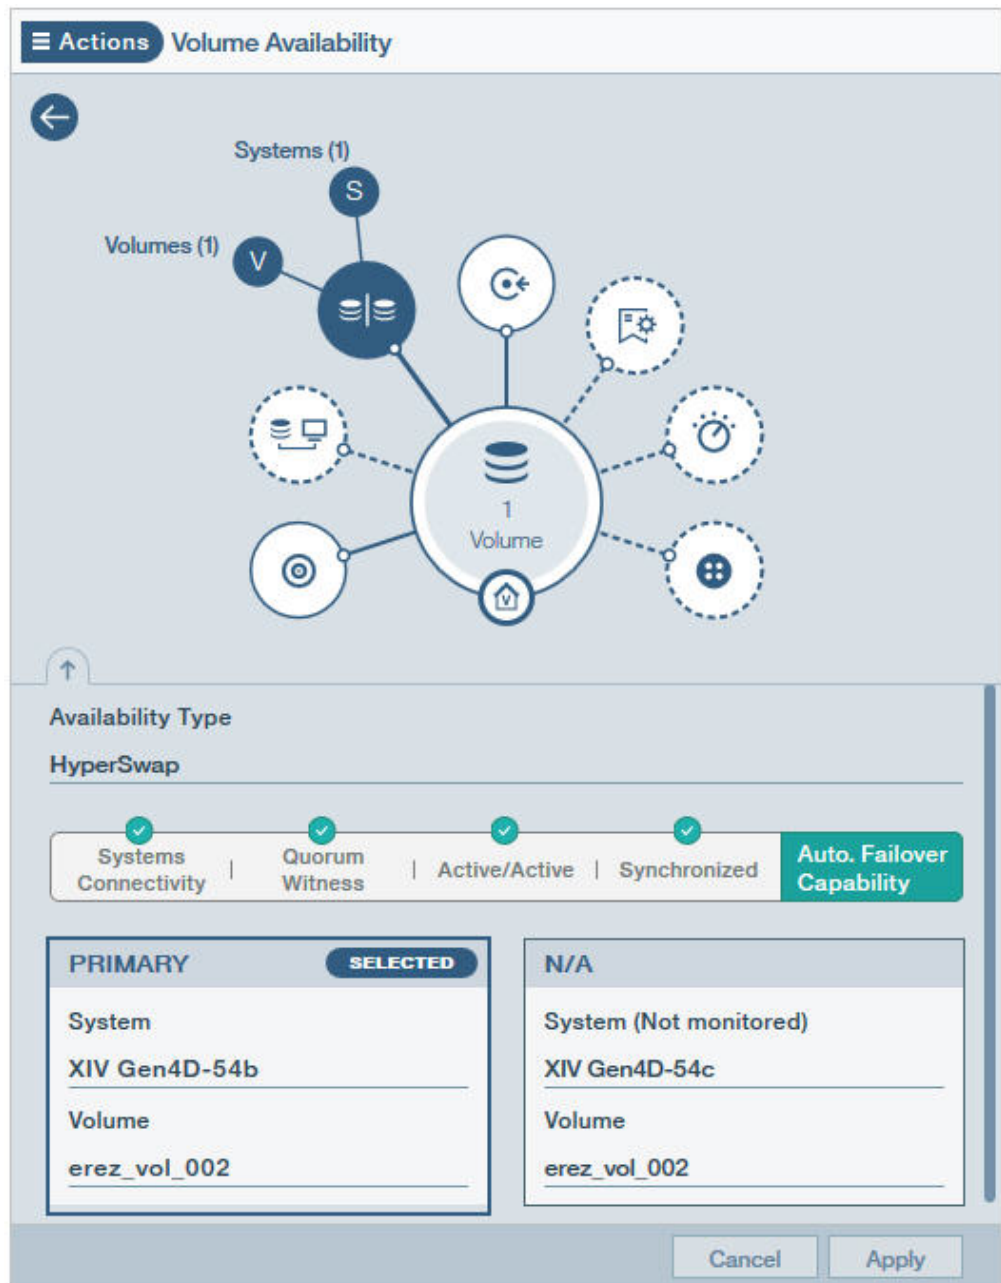 Actions Volume Availability
Systems (1)
S
Volumes (1)
V
1
Volume
V
Availability Type
HyperSwap
Systems Connectivity
Quorum Witness
Active/Active
Synchronized
Auto. Failover Capability
PRIMARY
SELECTED
System
XIV Gen4D-54b
Volume
erez_vol_002
N/A
System (Not monitored)
XIV Gen4D-54c
Volume
erez_vol_002
Cancel
Apply